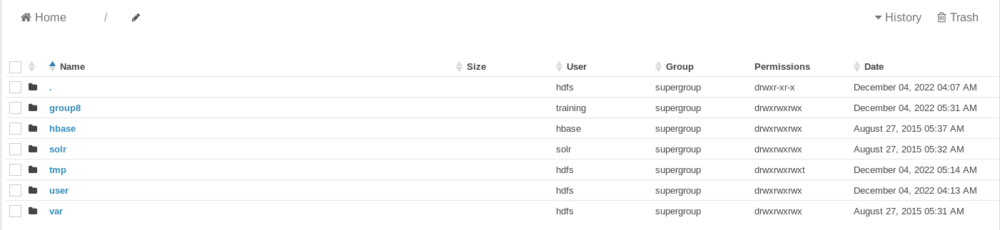 Home / History Trash
Name Size User Group Permissions Date
. hdfs supergroup drwxr-xr-x December 04, 2022 04:07 AM
group8 training supergroup drwxrwxrwx December 04, 2022 05:31 AM
hbase hbase supergroup drwxrwxrwx August 27, 2015 05:37 AM
solr solr supergroup drwxrwxrwx August 27, 2015 05:32 AM
tmp hdfs supergroup drwxrwxrwxt December 04, 2022 05:14 AM
user hdfs supergroup drwxrwxrwx December 04, 2022 04:13 AM
var hdfs supergroup drwxrwxrwx August 27, 2015 05:31 AM